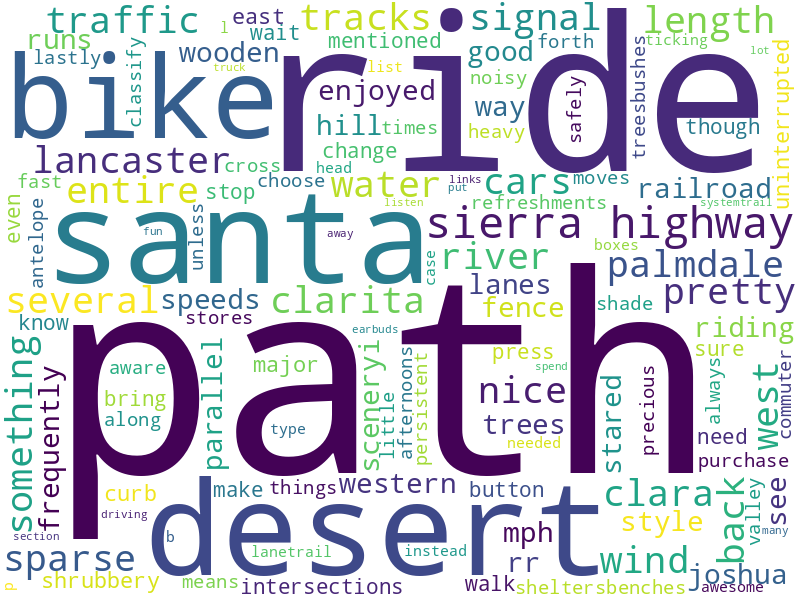 traffic east tracks signal length
runs l wait mentioned good forth ticking
lastly wooden classify list noisy lot
truck enjoyed way safely treesbushes though uninterrupted
bike ride
hill times heavy
lancaster cross change
fast entire stop choose head water links cars moves railroad
put refreshments systemtrail
even antelope santa unless listen sierra highway
fun away case river boxes palmdale
several speeds clarita lanes pretty
know stores fence shade riding
earbuds
something frequently aware parallel major sceneryi little afternoons persistent press sure
path
bring spend nice stared precious always west commuter
along type trees needed need
purchase
curb make things western button clara back valley see
section driving desert mph style many
sparse b lanetrail instead rr wind joshua
p shrubbery means intersections walk sheltersbenches awesome